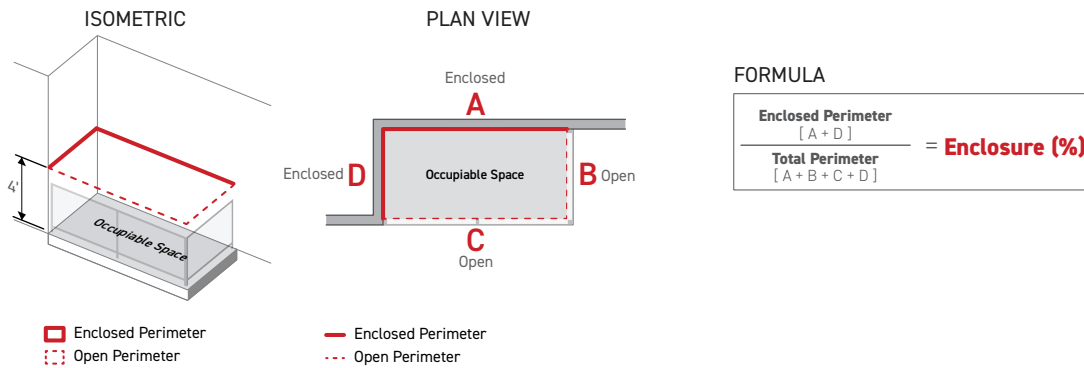 ISOMETRIC
4'
Occupiable Space
Enclosed Perimeter
Open Perimeter
PLAN VIEW
Enclosed
A
Enclosed D
Occupiable Space
B Open
C
Open
Enclosed Perimeter
Open Perimeter
FORMULA
Enclosed Perimeter
[ A + D ]
Total Perimeter
[ A + B + C + D ]
= Enclosure (%)